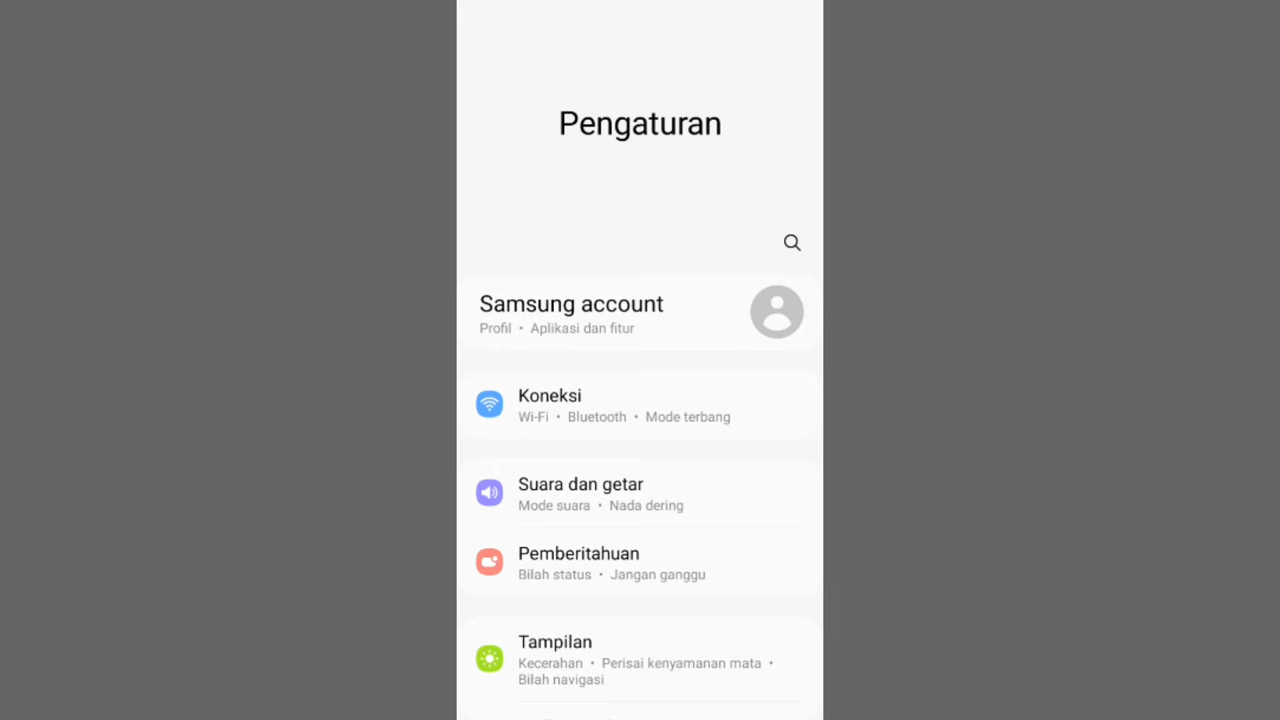 Pengaturan
Samsung account
Profil • Aplikasi dan fitur
Koneksi
Wi-Fi • Bluetooth • Mode terbang
Suara dan getar
Mode suara • Nada dering
Pemberitahuan
Bilah status • Jangan ganggu
Tampilan
Kecerahan • Perisai kenyamanan mata •
Bilah navigasi